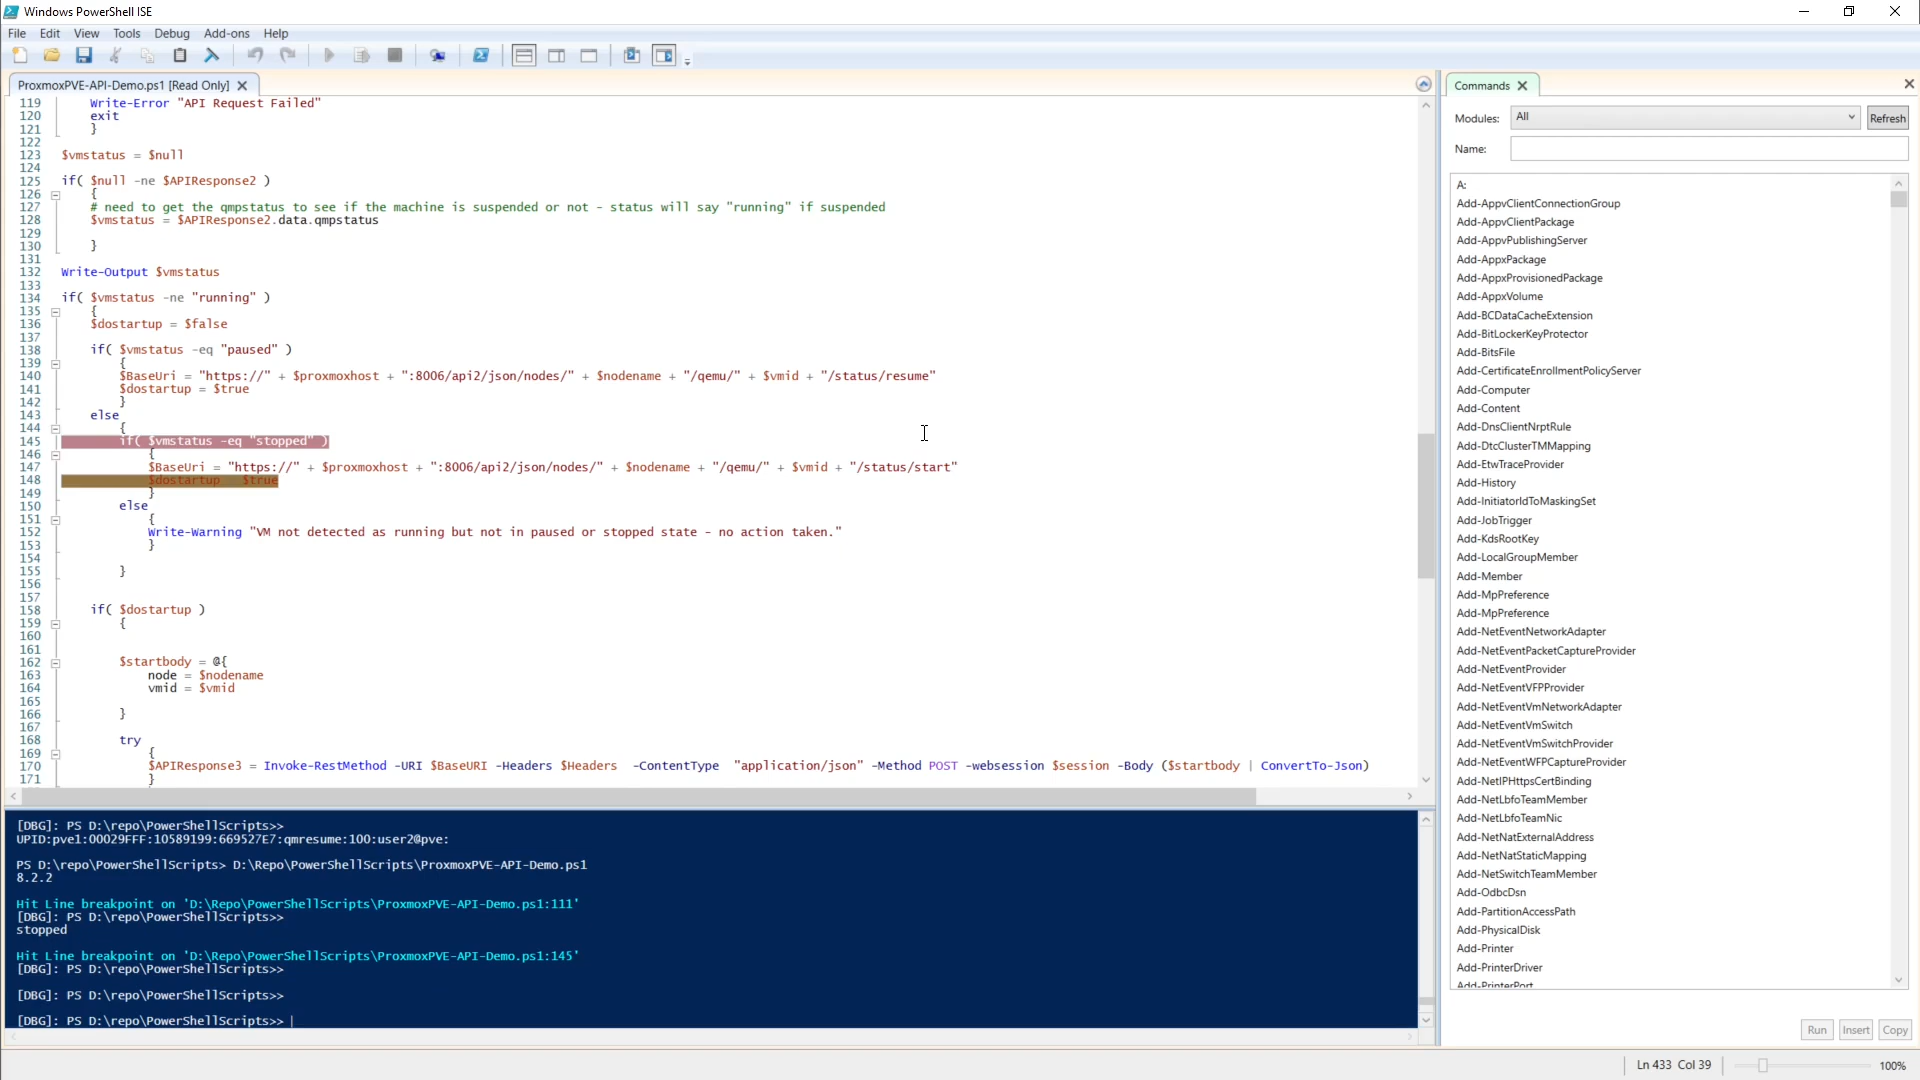 Windows PowerShell ISE
File Edit View Tools Debug Add-ons Help
ProxmoxPVE-API-Demo.ps1 [Read Only]
119 Write-Error "API Request Failed"
120 exit
121 }
122
123 $vmstatus = $null
124
125 if( $null -ne $APIResponse2 )
126 {
127 # need to get the qmpstatus to see if the machine is suspended or not - status will say "running" if suspended
128 $vmstatus = $APIResponse2.data.qmpstatus
129
130 }
131
132 Write-Output $vmstatus
133
134 if( $vmstatus -ne "running" )
135 {
136 $dostartup = $false
137
138 if( $vmstatus -eq "paused" )
139 {
140 $BaseUri = "https://" + $proxmoxhost + ":8006/api2/json/nodes/" + $nodename + "/qemu/" + $vmid + "/status/resume"
141 $dostartup = $true
142 }
143 else
144 {
145 if( $vmstatus -eq "stopped" )
146 {
147 $BaseUri = "https://" + $proxmoxhost + ":8006/api2/json/nodes/" + $nodename + "/qemu/" + $vmid + "/status/start"
148 $dostartup $true
149 }
150 else
151 {
152 Write-Warning "VM not detected as running but not in paused or stopped state - no action taken."
153 }
154
155 }
156
157
158 if( $dostartup )
159 {
160
161
162 $startbody = @{
163 node = $nodename
164 vmid = $vmid
165
166 }
167
168 try
169 {
170 $APIResponse3 = Invoke-RestMethod -URI $BaseURI -Headers $Headers -ContentType "application/json" -Method POST -websession $session -Body ($startbody | ConvertTo-Json)
171 }
[DBG]: PS D:\repo\PowerShellScripts>>
UPID:pve1:00029FFF:10589199:669527E7:qmresume:100:user2@pve:
PS D:\repo\PowerShellScripts> D:\Repo\PowerShellScripts\ProxmoxPVE-API-Demo.ps1
8.2.2
Hit Line breakpoint on 'D:\Repo\PowerShellScripts\ProxmoxPVE-API-Demo.ps1:111'
[DBG]: PS D:\repo\PowerShellScripts>>
stopped
Hit Line breakpoint on 'D:\Repo\PowerShellScripts\ProxmoxPVE-API-Demo.ps1:145'
[DBG]: PS D:\repo\PowerShellScripts>>
[DBG]: PS D:\repo\PowerShellScripts>>
[DBG]: PS D:\repo\PowerShellScripts>>
Commands
Modules: All Refresh
Name:
A:
Add-AppvClientConnectionGroup
Add-AppvClientPackage
Add-AppvPublishingServer
Add-AppxPackage
Add-AppxProvisionedPackage
Add-AppxVolume
Add-BCDataCacheExtension
Add-BitLockerKeyProtector
Add-BitsFile
Add-CertificateEnrollmentPolicyServer
Add-Computer
Add-Content
Add-DnsClientNrptRule
Add-DtcClusterTMMapping
Add-EtwTraceProvider
Add-History
Add-InitiatorIdToMaskingSet
Add-JobTrigger
Add-KdsRootKey
Add-LocalGroupMember
Add-Member
Add-MpPreference
Add-MpPreference
Add-NetEventNetworkAdapter
Add-NetEventPacketCaptureProvider
Add-NetEventProvider
Add-NetEventVFPProvider
Add-NetEventVmNetworkAdapter
Add-NetEventVmSwitch
Add-NetEventVmSwitchProvider
Add-NetEventWFPCaptureProvider
Add-NetIPHttpsCertBinding
Add-NetLbfoTeamMember
Add-NetLbfoTeamNic
Add-NetNatExternalAddress
Add-NetNatStaticMapping
Add-NetSwitchTeamMember
Add-OdbcDsn
Add-PartitionAccessPath
Add-PhysicalDisk
Add-Printer
Add-PrinterDriver
Add-PrinterPort
Run Insert Copy
Ln 433 Col 39 100%